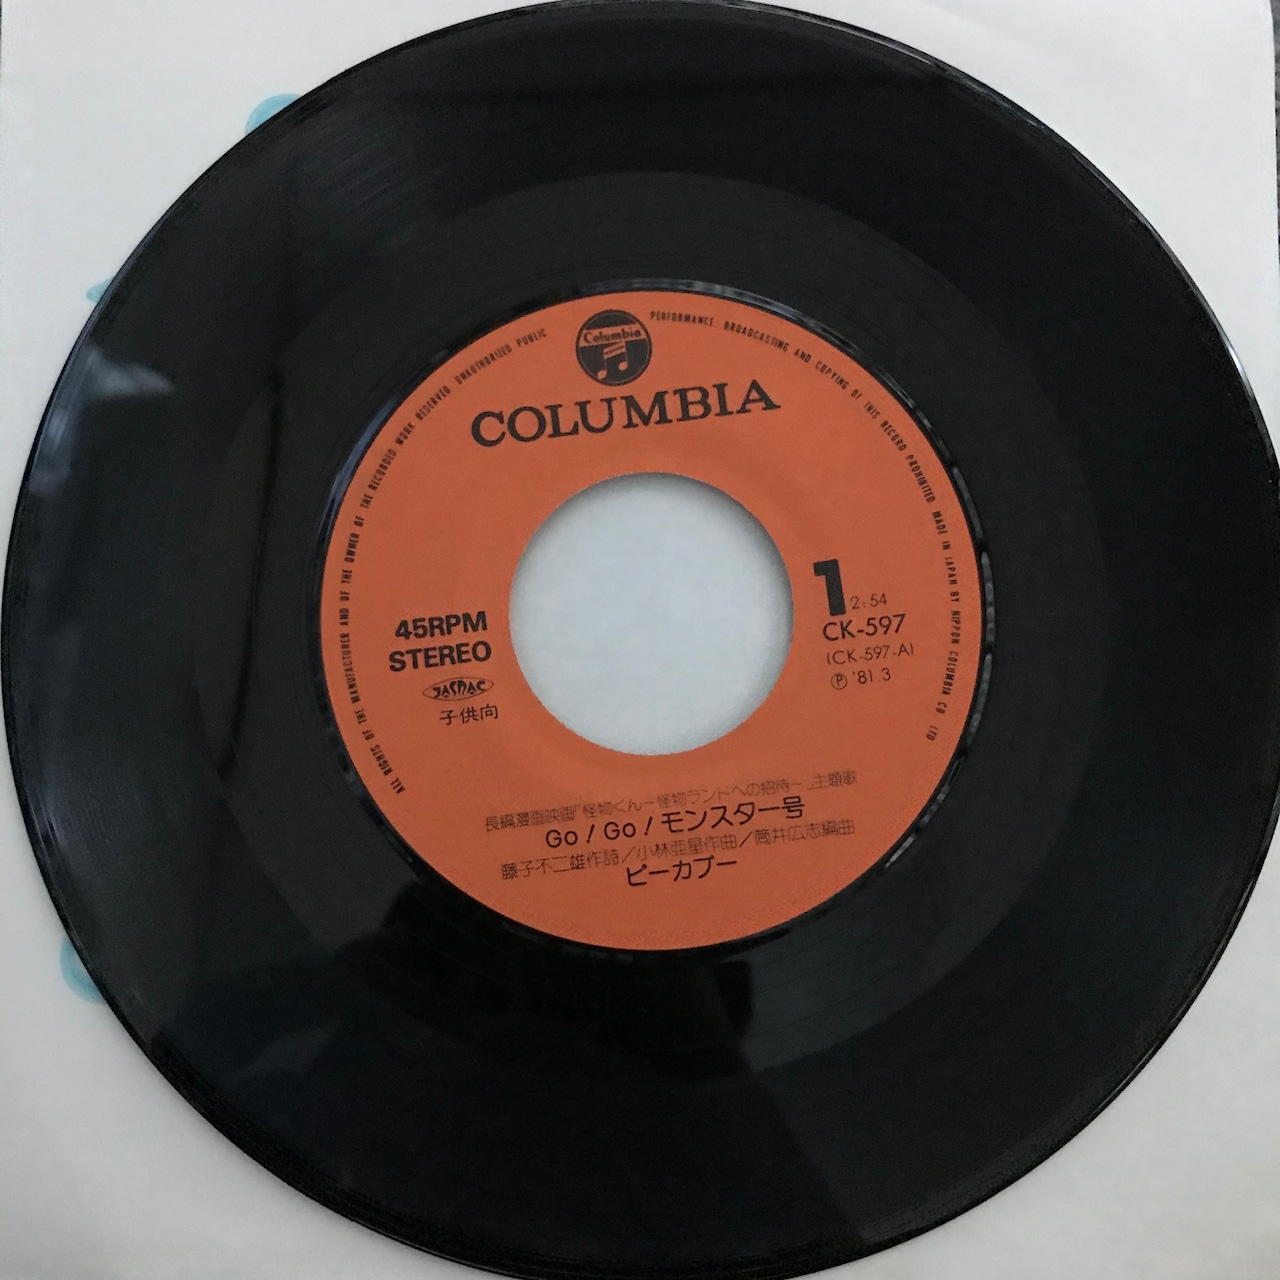 ALL RIGHTS OF THE MANUFACTURER AND OF THE OWNER OF THE RECORDED WORK RESERVED UNAUTHORIZED PUBLIC PERFORMANCE. BROADCASTING AND COPYING OF THIS RECORD PROHIBITED MADE IN JAPAN BY NIPPON COLUMBIA CO LTD
Columbia
COLUMBIA
1 2:54
45RPM CK-597
STEREO (CK-597-A)
JASRAC ℗ '81.3
子供向
長編漫画映画「怪物くん-怪物ランドへの招待～」主題歌
Go！Go！モンスター号
藤子不二雄作詩／小林亜星作曲／筒井広志編曲
ピーカブー